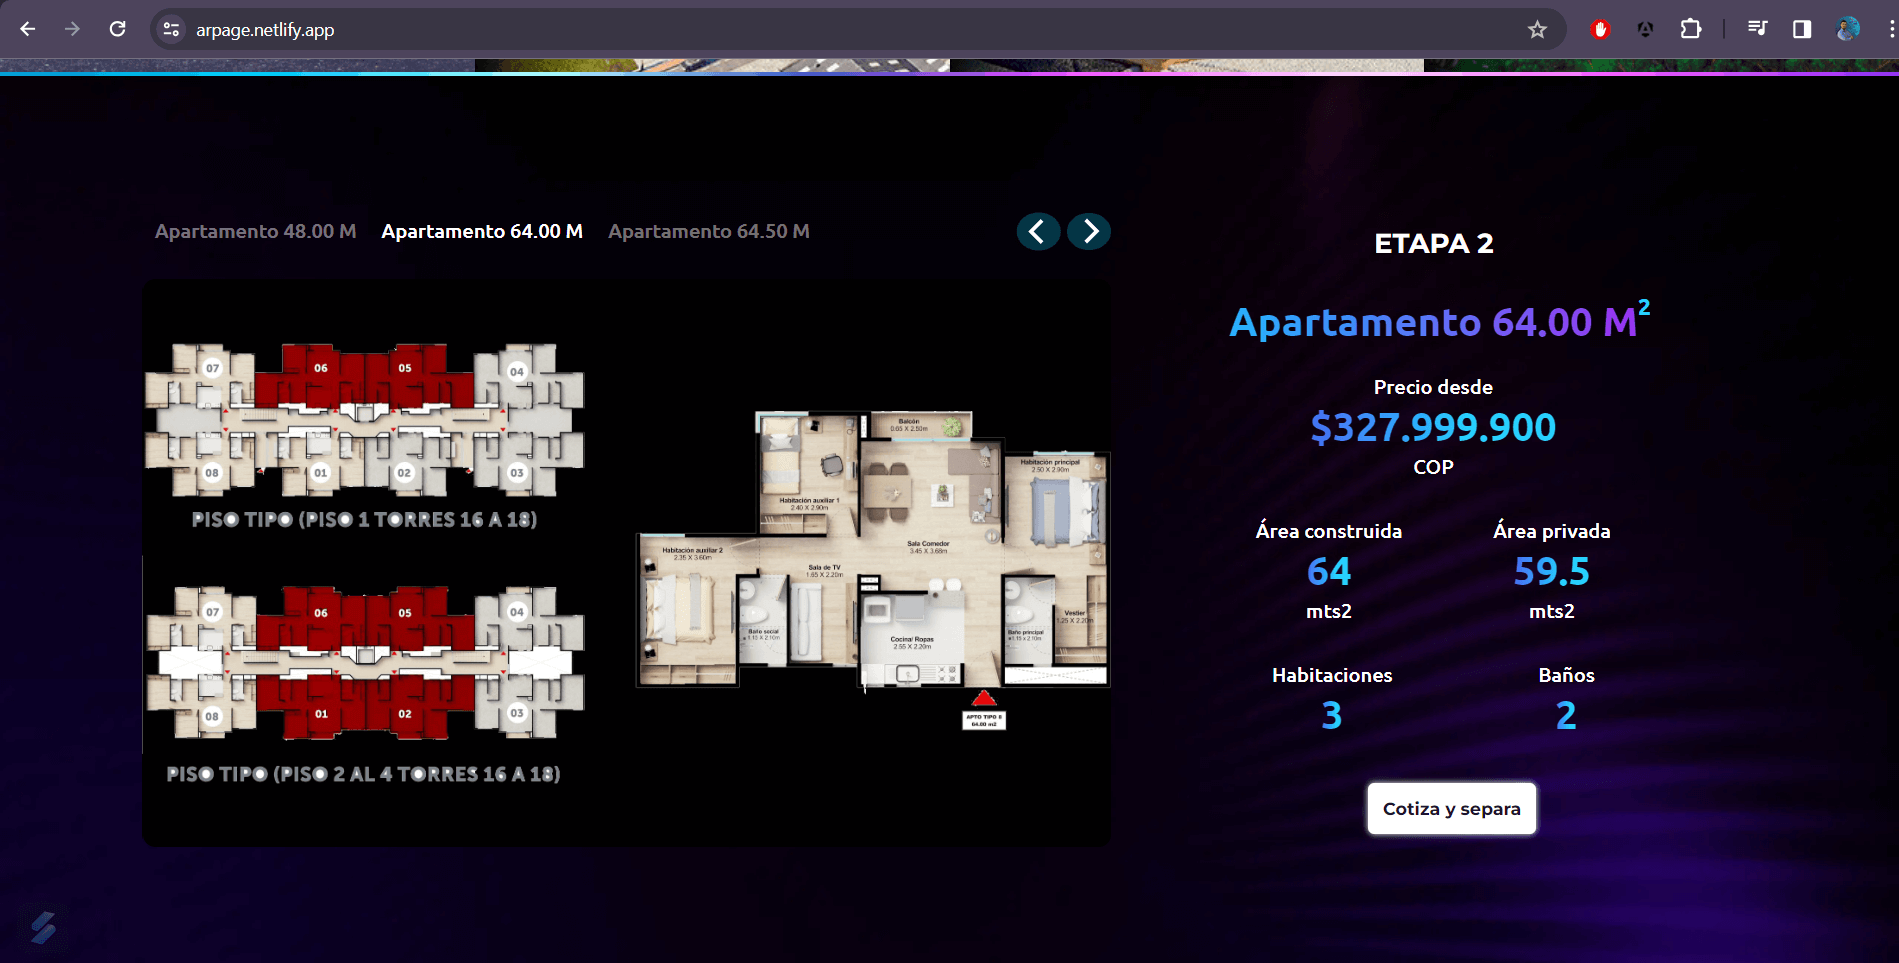 arpage.netlify.app
Apartamento 48.00 M Apartamento 64.00 M Apartamento 64.50 M
07 06 05 04
08 01 02 03
PISO TIPO (PISO 1 TORRES 16 A 18)
07 06 05 04
08 01 02 03
PISO TIPO (PISO 2 AL 4 TORRES 16 A 18)
Balcón
0.65 X 2.50m
Habitación principal
2.50 X 2.90m
Habitación auxiliar 1
2.40 X 2.90m
Sala Comedor
3.45 X 3.68m
Habitación auxiliar 2
2.35 X 3.60m
Sala de TV
1.65 X 2.20m
Baño social
1.15 X 2.10m
Cocina/ Ropas
2.55 X 2.20m
Baño principal
1.15 x 2.10m
Vestier
1.25 X 2.20m
APTO TIPO II
64.00 m2
ETAPA 2
Apartamento 64.00 M2
Precio desde
$327.999.900
COP
Área construida Área privada
64 59.5
mts2 mts2
Habitaciones Baños
3 2
Cotiza y separa